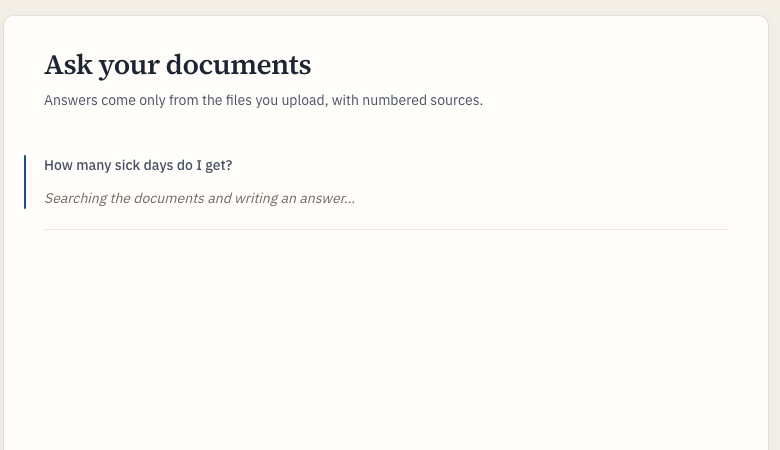 Ask your documents
Answers come only from the files you upload, with numbered sources.
How many sick days do I get?
Searching the documents and writing an answer...